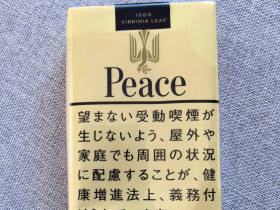 100%
VIRGINIA LEAF
Peace
望まない受動喫煙が
生じないよう、屋外や
家庭でも周囲の状況
に配慮することが、健
康増進法上、義務付